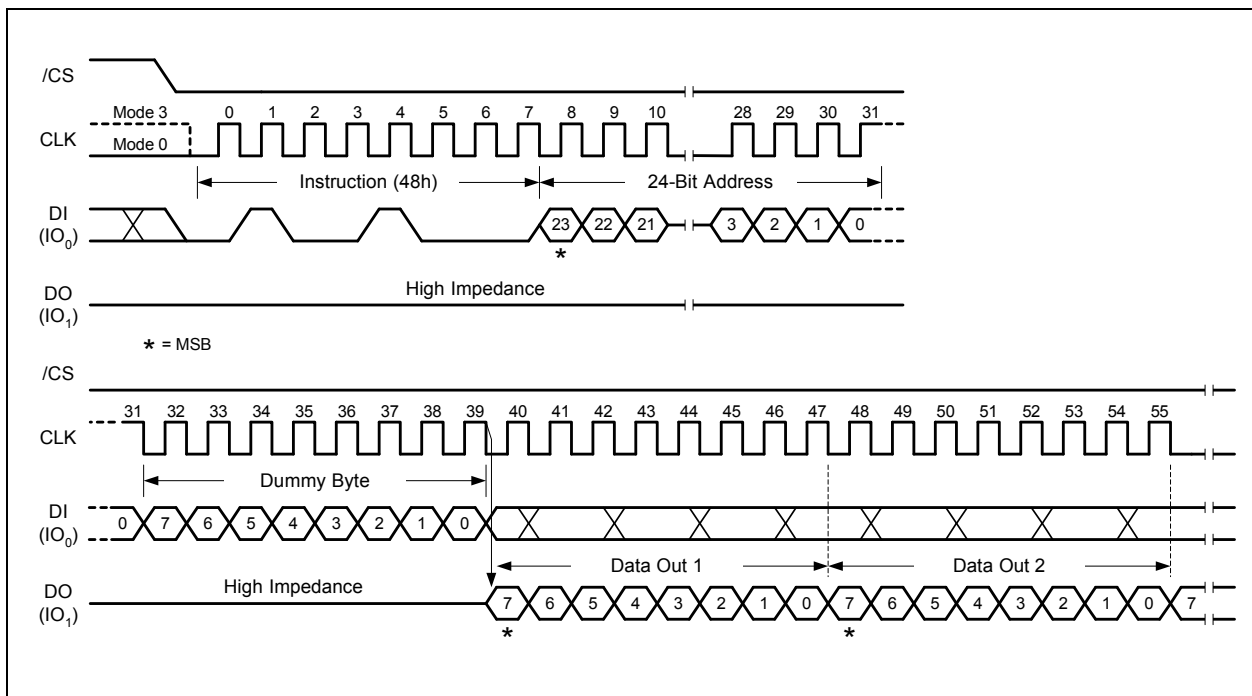 /CS
Mode 3 0 1 2 3 4 5 6 7 8 9 10 28 29 30 31
CLK
Mode 0
Instruction (48h) 24-Bit Address
DI
(IO0) 23 22 21 3 2 1 0
*
High Impedance
DO
(IO1)
* = MSB
/CS
31 32 33 34 35 36 37 38 39 40 41 42 43 44 45 46 47 48 49 50 51 52 53 54 55
CLK
Dummy Byte
DI
(IO0) 0 7 6 5 4 3 2 1 0
Data Out 1 Data Out 2
High Impedance
DO
(IO1) 7 6 5 4 3 2 1 0 7 6 5 4 3 2 1 0 7
* *